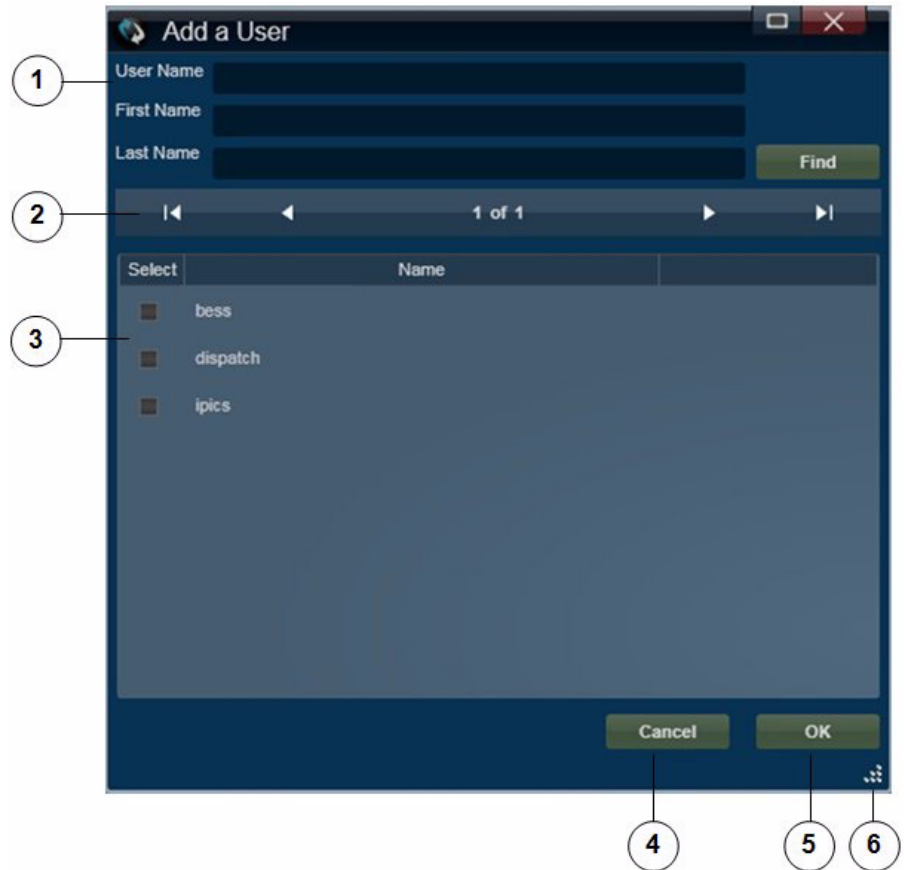 Add a User
1
User Name
First Name
Last Name
Find
2
1 of 1
Select Name
3
bess
dispatch
ipics
Cancel OK
4 5 6